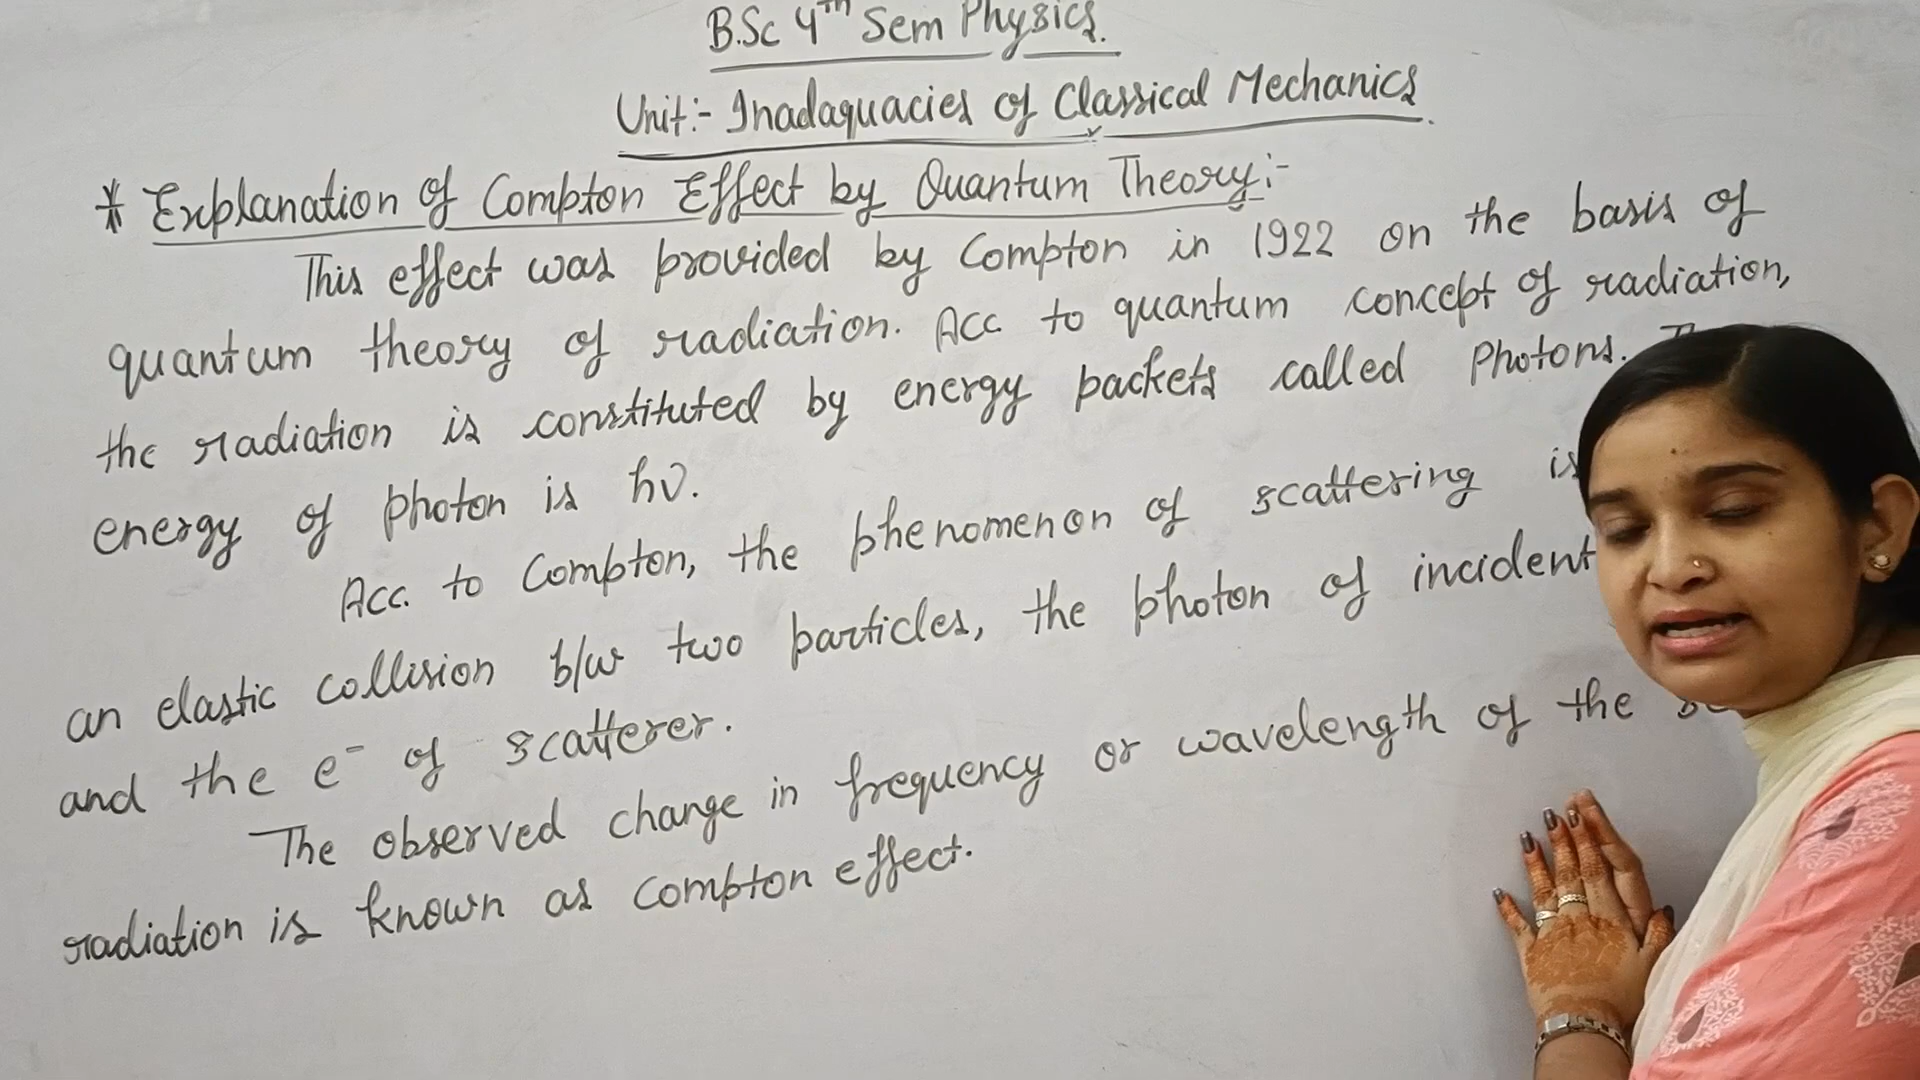 B.Sc 4th Sem Physics.
Unit:- Inadaquacies of Classical Mechanics.
* Explanation of Compton Effect by Quantum Theory:-
This effect was provided by Compton in 1922 on the basis of
quantum theory of radiation. Acc to quantum concept of radiation,
the radiation is constituted by energy packets called Photons.
energy of photon is hν.
Acc. to Compton, the phenomenon of scattering is
an elastic collision b/w two particles, the photon of incident
and the e⁻ of scatterer.
The observed change in frequency or wavelength of the
radiation is known as compton effect.